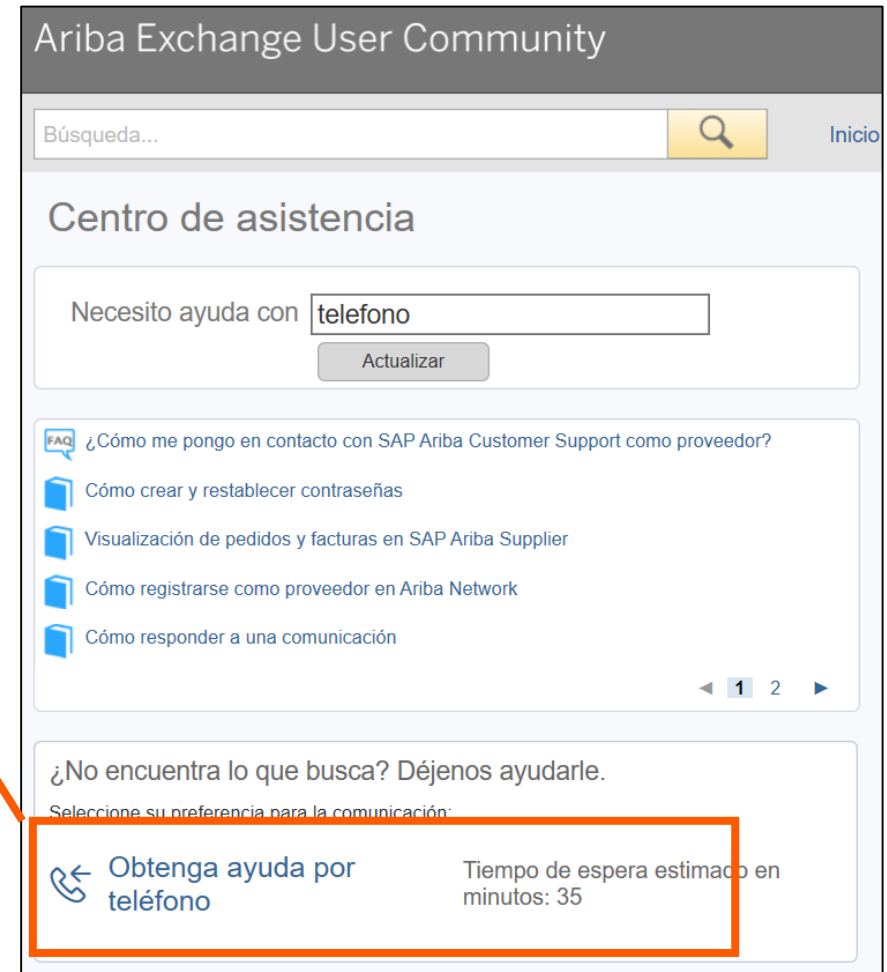 Ariba Exchange User Community
Búsqueda...
Inicio
Centro de asistencia
Necesito ayuda con telefono
Actualizar
FAQ ¿Cómo me pongo en contacto con SAP Ariba Customer Support como proveedor?
Cómo crear y restablecer contraseñas
Visualización de pedidos y facturas en SAP Ariba Supplier
Cómo registrarse como proveedor en Ariba Network
Cómo responder a una comunicación
1 2
¿No encuentra lo que busca? Déjenos ayudarle.
Seleccione su preferencia para la comunicación:
Obtenga ayuda por
teléfono
Tiempo de espera estimado en
minutos: 35